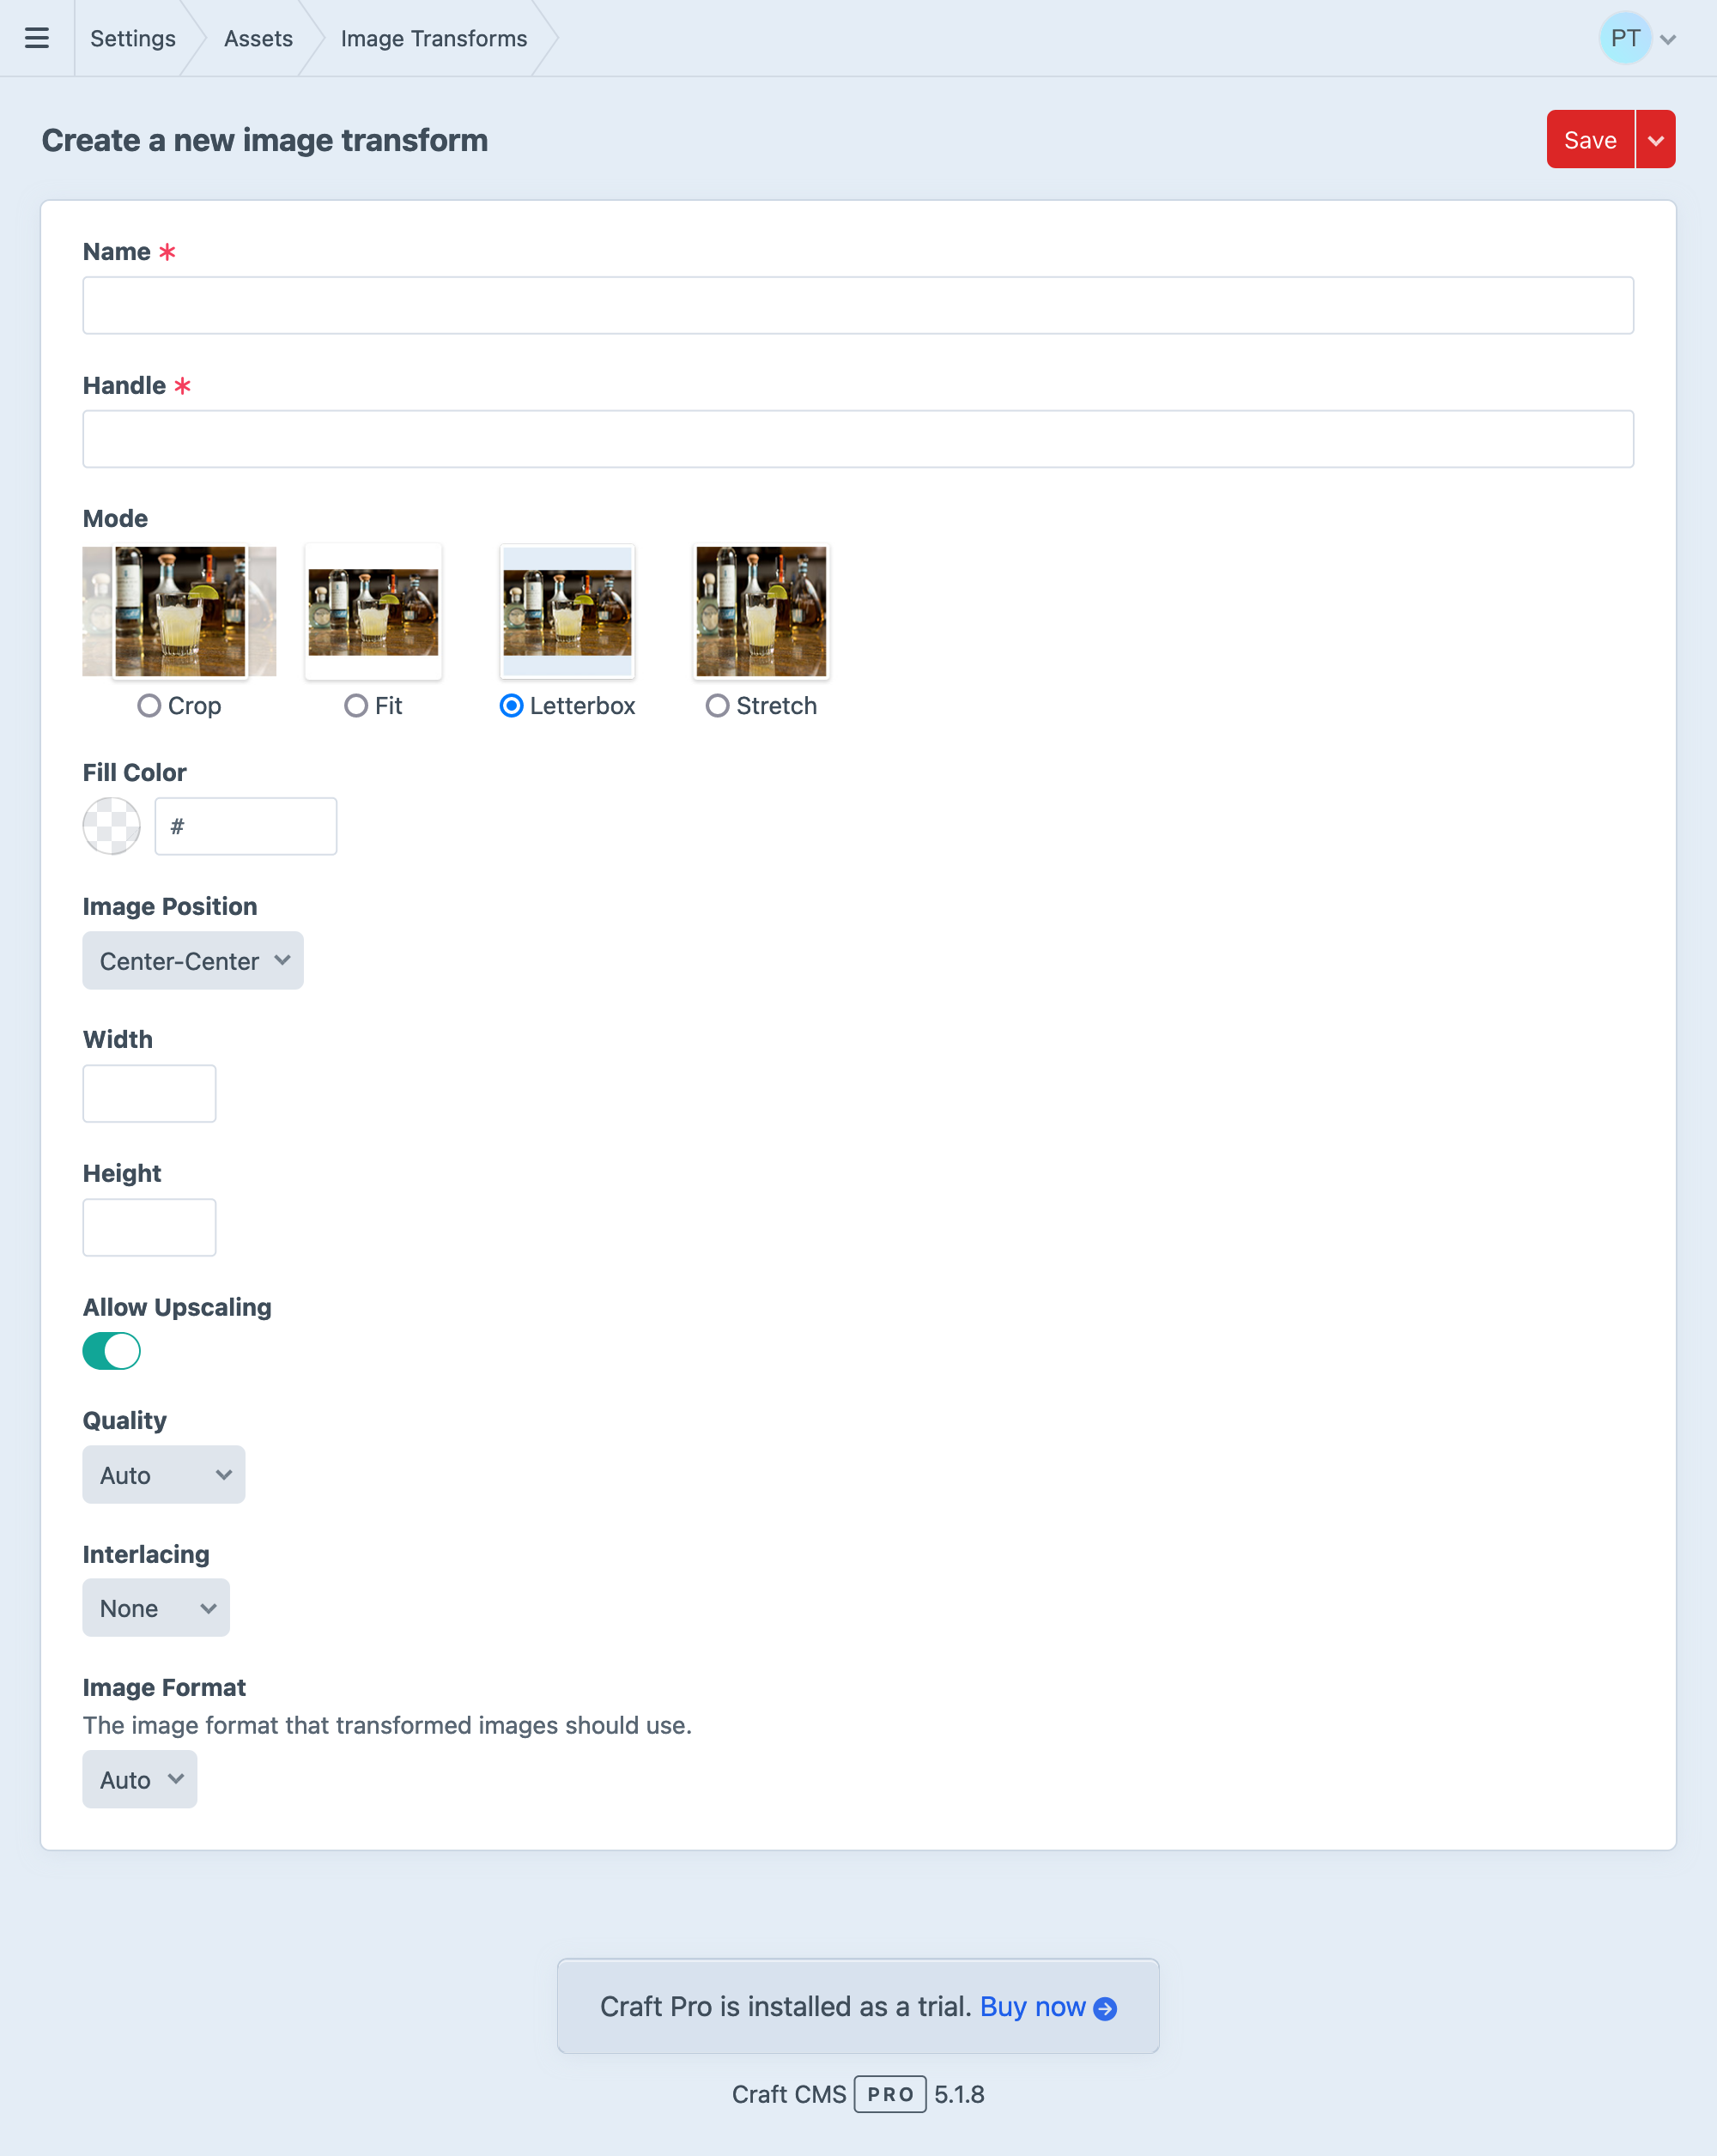 Settings Assets Image Transforms PT
Create a new image transform Save
Name *
Handle *
Mode
Crop Fit Letterbox Stretch
Fill Color
#
Image Position
Center-Center
Width
Height
Allow Upscaling
Quality
Auto
Interlacing
None
Image Format
The image format that transformed images should use.
Auto
Craft Pro is installed as a trial. Buy now
Craft CMS PRO 5.1.8